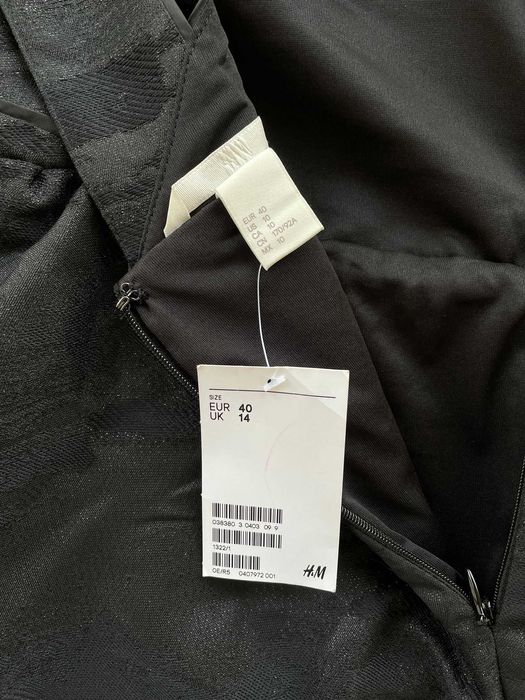 EUR 40
US 10
CA 10
CN 170/92A
MX 10
SIZE
EUR 40
UK 14
038380 3 0403 09 9
1322/1
OE/R5 0407972 001
H&M